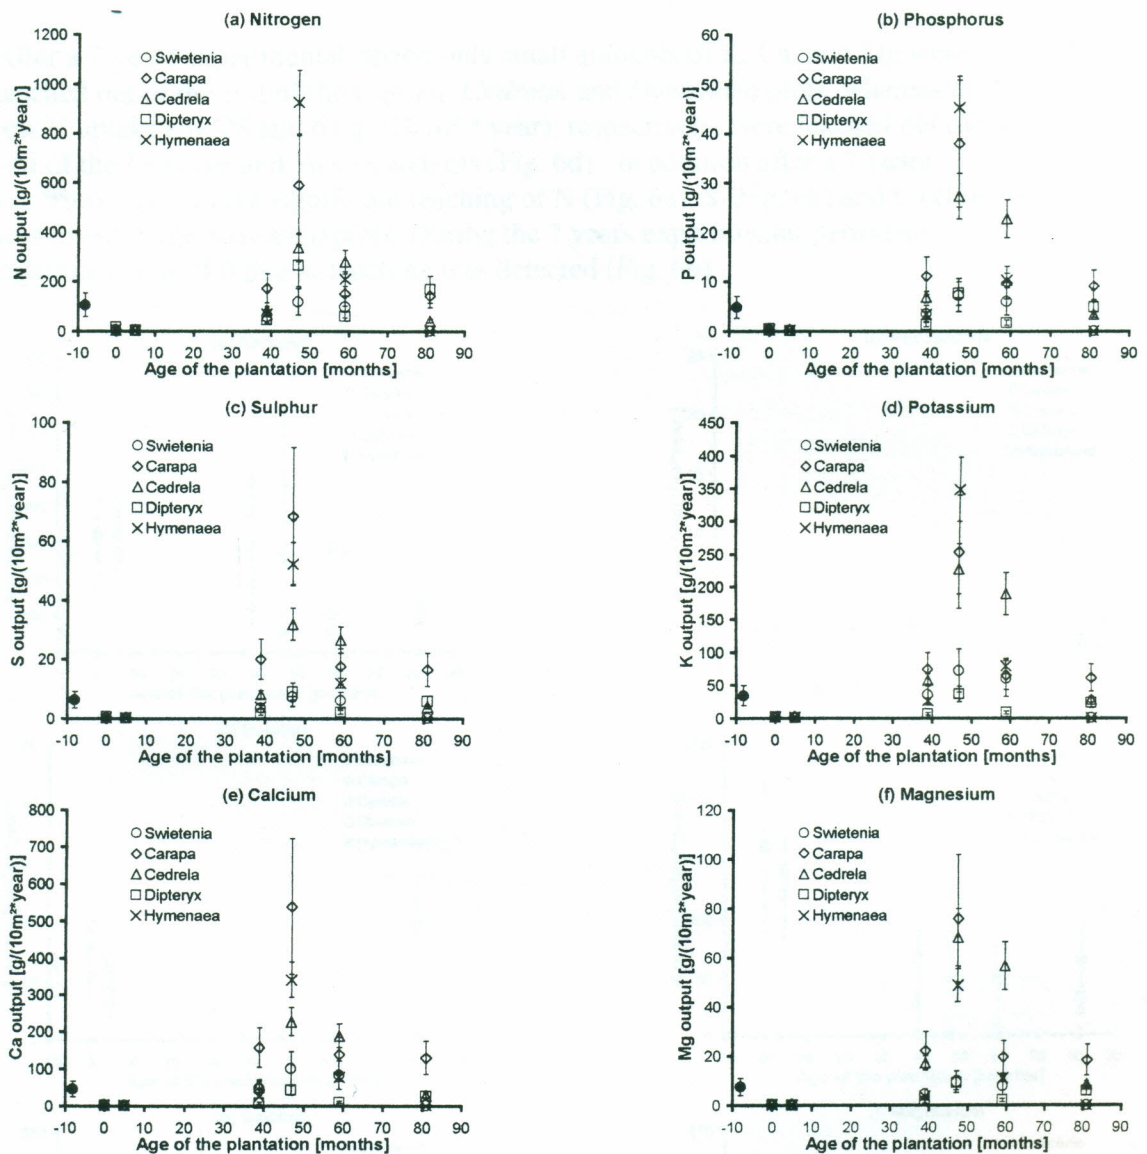 (a) Nitrogen
N output [g/(10m²*year)]
1200
1000
800
600
400
200
0
Swietenia
Carapa
Cedrela
Dipteryx
Hymenaea
-10 0 10 20 30 40 50 60 70 80 90
Age of the plantation [months]
(b) Phosphorus
P output [g/(10m²*year)]
60
50
40
30
20
10
0
Swietenia
Carapa
Cedrela
Dipteryx
Hymenaea
-10 0 10 20 30 40 50 60 70 80 90
Age of the plantation [months]
(c) Sulphur
S output [g/(10m²*year)]
100
80
60
40
20
0
Swietenia
Carapa
Cedrela
Dipteryx
Hymenaea
-10 0 10 20 30 40 50 60 70 80 90
Age of the plantation [months]
(d) Potassium
K output [g/(10m²*year)]
450
400
350
300
250
200
150
100
50
0
Swietenia
Carapa
Cedrela
Dipteryx
Hymenaea
-10 0 10 20 30 40 50 60 70 80 90
Age of the plantation [months]
(e) Calcium
Ca output [g/(10m²*year)]
800
700
600
500
400
300
200
100
0
Swietenia
Carapa
Cedrela
Dipteryx
Hymenaea
-10 0 10 20 30 40 50 60 70 80 90
Age of the plantation [months]
(f) Magnesium
Mg output [g/(10m²*year)]
120
100
80
60
40
20
0
Swietenia
Carapa
Cedrela
Dipteryx
Hymenaea
-10 0 10 20 30 40 50 60 70 80 90
Age of the plantation [months]